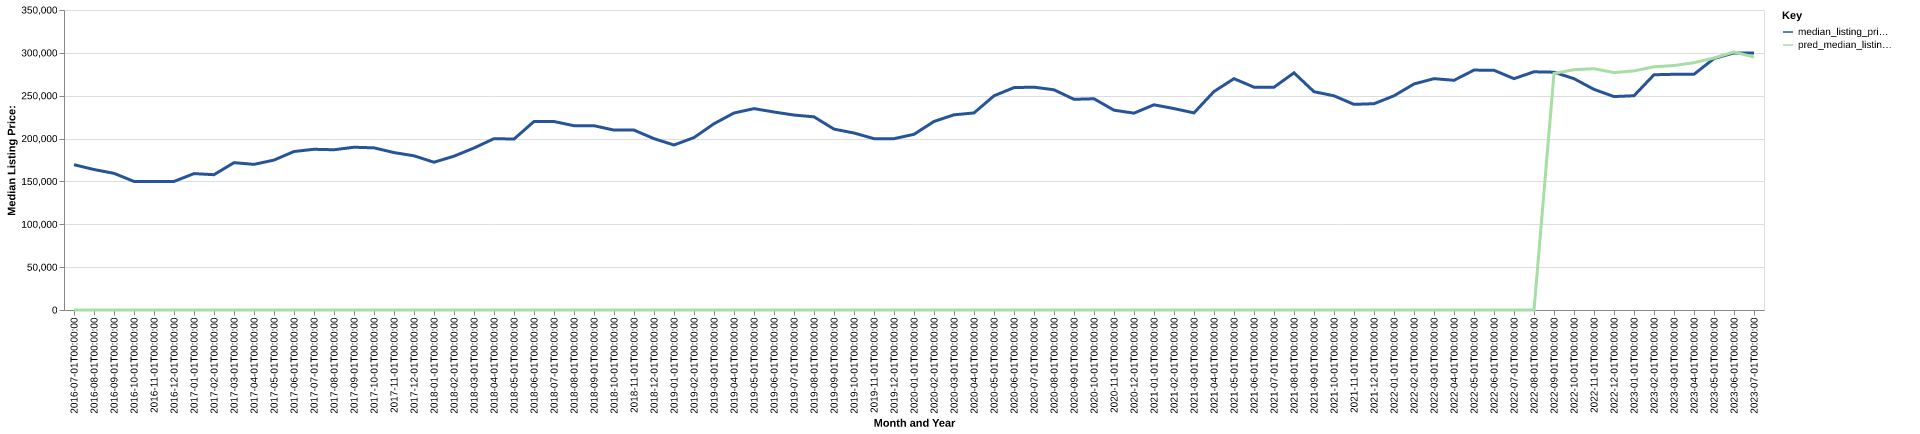 350,000
300,000
250,000
200,000
150,000
100,000
50,000
0
Median Listing Price:
2016-07-01T00:00:00
2016-08-01T00:00:00
2016-09-01T00:00:00
2016-10-01T00:00:00
2016-11-01T00:00:00
2016-12-01T00:00:00
2017-01-01T00:00:00
2017-02-01T00:00:00
2017-03-01T00:00:00
2017-04-01T00:00:00
2017-05-01T00:00:00
2017-06-01T00:00:00
2017-07-01T00:00:00
2017-08-01T00:00:00
2017-09-01T00:00:00
2017-10-01T00:00:00
2017-11-01T00:00:00
2017-12-01T00:00:00
2018-01-01T00:00:00
2018-02-01T00:00:00
2018-03-01T00:00:00
2018-04-01T00:00:00
2018-05-01T00:00:00
2018-06-01T00:00:00
2018-07-01T00:00:00
2018-08-01T00:00:00
2018-09-01T00:00:00
2018-10-01T00:00:00
2018-11-01T00:00:00
2018-12-01T00:00:00
2019-01-01T00:00:00
2019-02-01T00:00:00
2019-03-01T00:00:00
2019-04-01T00:00:00
2019-05-01T00:00:00
2019-06-01T00:00:00
2019-07-01T00:00:00
2019-08-01T00:00:00
2019-09-01T00:00:00
2019-10-01T00:00:00
2019-11-01T00:00:00
2019-12-01T00:00:00
2020-01-01T00:00:00
2020-02-01T00:00:00
2020-03-01T00:00:00
2020-04-01T00:00:00
2020-05-01T00:00:00
2020-06-01T00:00:00
2020-07-01T00:00:00
2020-08-01T00:00:00
2020-09-01T00:00:00
2020-10-01T00:00:00
2020-11-01T00:00:00
2020-12-01T00:00:00
2021-01-01T00:00:00
2021-02-01T00:00:00
2021-03-01T00:00:00
2021-04-01T00:00:00
2021-05-01T00:00:00
2021-06-01T00:00:00
2021-07-01T00:00:00
2021-08-01T00:00:00
2021-09-01T00:00:00
2021-10-01T00:00:00
2021-11-01T00:00:00
2021-12-01T00:00:00
2022-01-01T00:00:00
2022-02-01T00:00:00
2022-03-01T00:00:00
2022-04-01T00:00:00
2022-05-01T00:00:00
2022-06-01T00:00:00
2022-07-01T00:00:00
2022-08-01T00:00:00
2022-09-01T00:00:00
2022-10-01T00:00:00
2022-11-01T00:00:00
2022-12-01T00:00:00
2023-01-01T00:00:00
2023-02-01T00:00:00
2023-03-01T00:00:00
2023-04-01T00:00:00
2023-05-01T00:00:00
2023-06-01T00:00:00
2023-07-01T00:00:00
Month and Year
Key
median_listing_pri…
pred_median_listin…